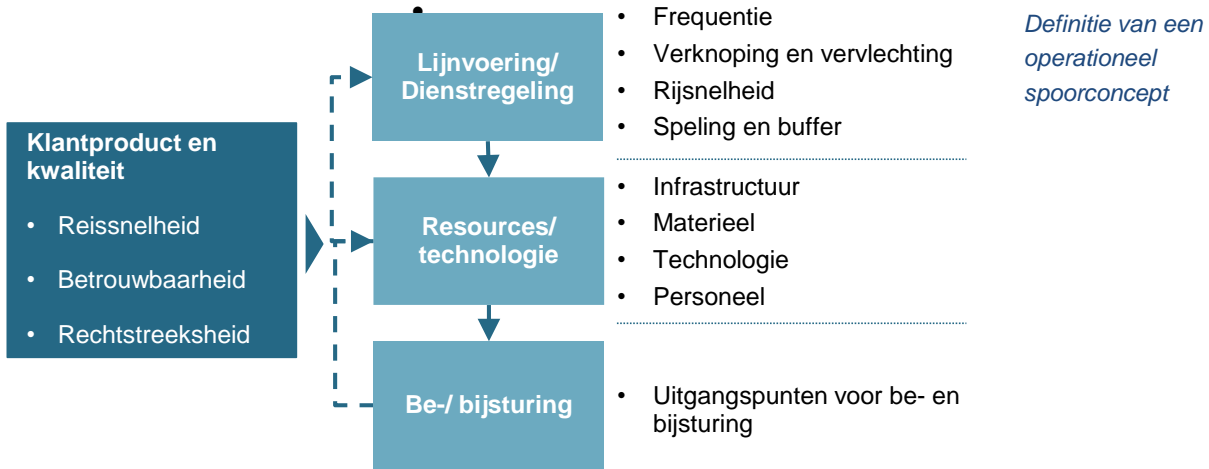 Klantproduct en
kwaliteit
• Reissnelheid
• Betrouwbaarheid
• Rechtstreeksheid
Lijnvoering/
Dienstregeling
• Frequentie
• Verknoping en vervlechting
• Rijsnelheid
• Speling en buffer
Resources/
technologie
• Infrastructuur
• Materieel
• Technologie
• Personeel
Be-/ bijsturing
• Uitgangspunten voor be- en
bijsturing
Definitie van een
operationeel
spoorconcept